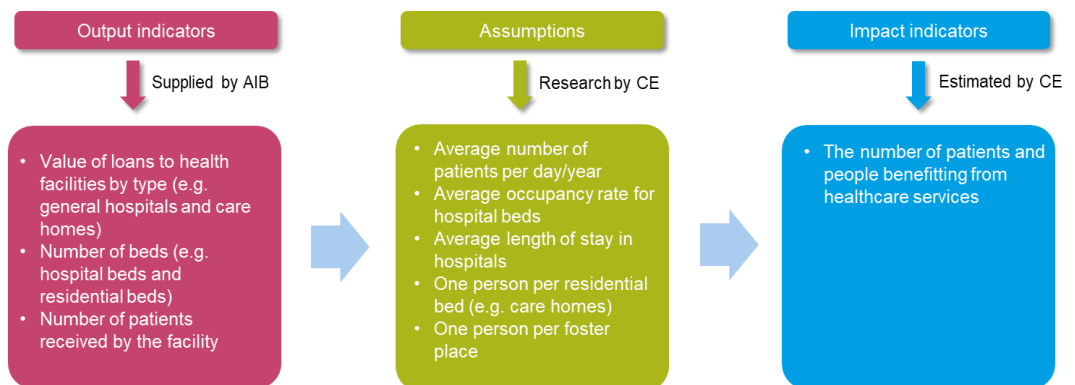 Output indicators
Supplied by AIB
• Value of loans to health
facilities by type (e.g.
general hospitals and care
homes)
• Number of beds (e.g.
hospital beds and
residential beds)
• Number of patients
received by the facility
Assumptions
Research by CE
• Average number of
patients per day/year
• Average occupancy rate for
hospital beds
• Average length of stay in
hospitals
• One person per residential
bed (e.g. care homes)
• One person per foster
place
Impact indicators
Estimated by CE
• The number of patients and
people benefitting from
healthcare services